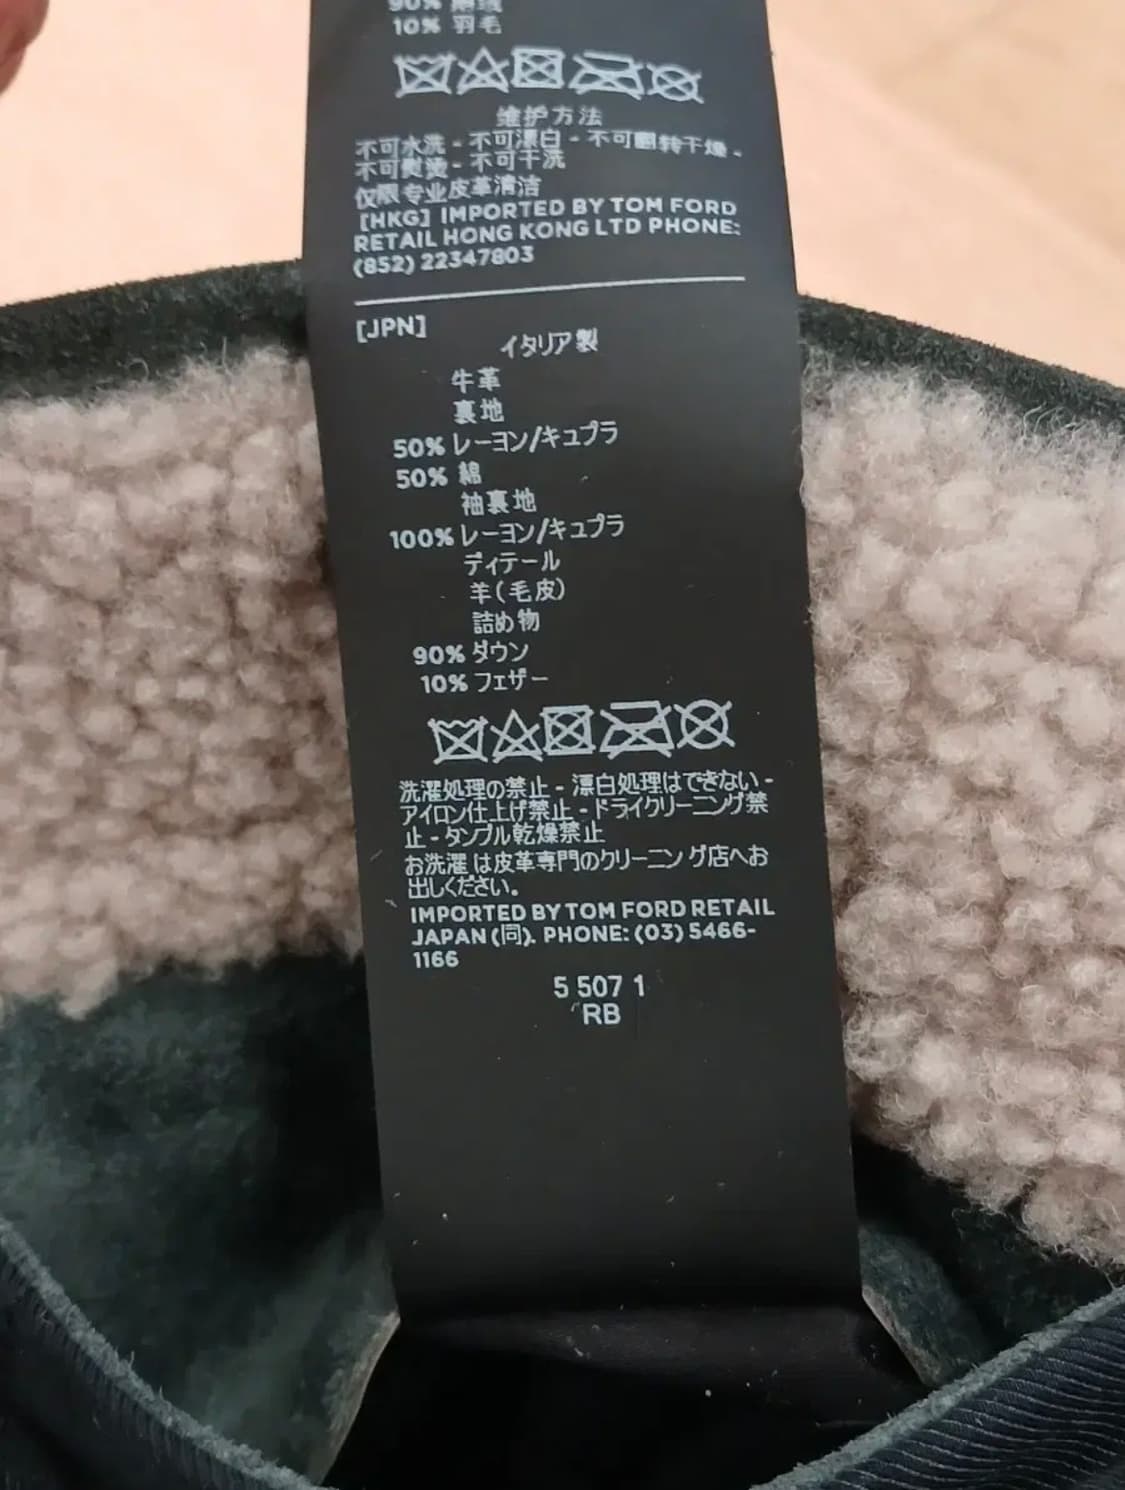 10% 羽毛
维护方法
不可水洗 - 不可漂白 - 不可翻转干燥 -
不可熨烫 - 不可干洗
仅限专业皮革清洁
[HKG] IMPORTED BY TOM FORD
RETAIL HONG KONG LTD PHONE:
(852) 22347803
[JPN]
イタリア製
牛革
裏地
50% レーヨン/キュプラ
50% 綿
袖裏地
100% レーヨン/キュプラ
ディテール
羊(毛皮)
詰め物
90% ダウン
10% フェザー
洗濯処理の禁止 - 漂白処理はできない -
アイロン仕上げ禁止 - ドライクリーニング禁
止 - タンブル乾燥禁止
お洗濯 は皮革専門のクリーニン グ店へお
出しください。
IMPORTED BY TOM FORD RETAIL
JAPAN (同). PHONE: (03) 5466-
1166
5 507 1
RB